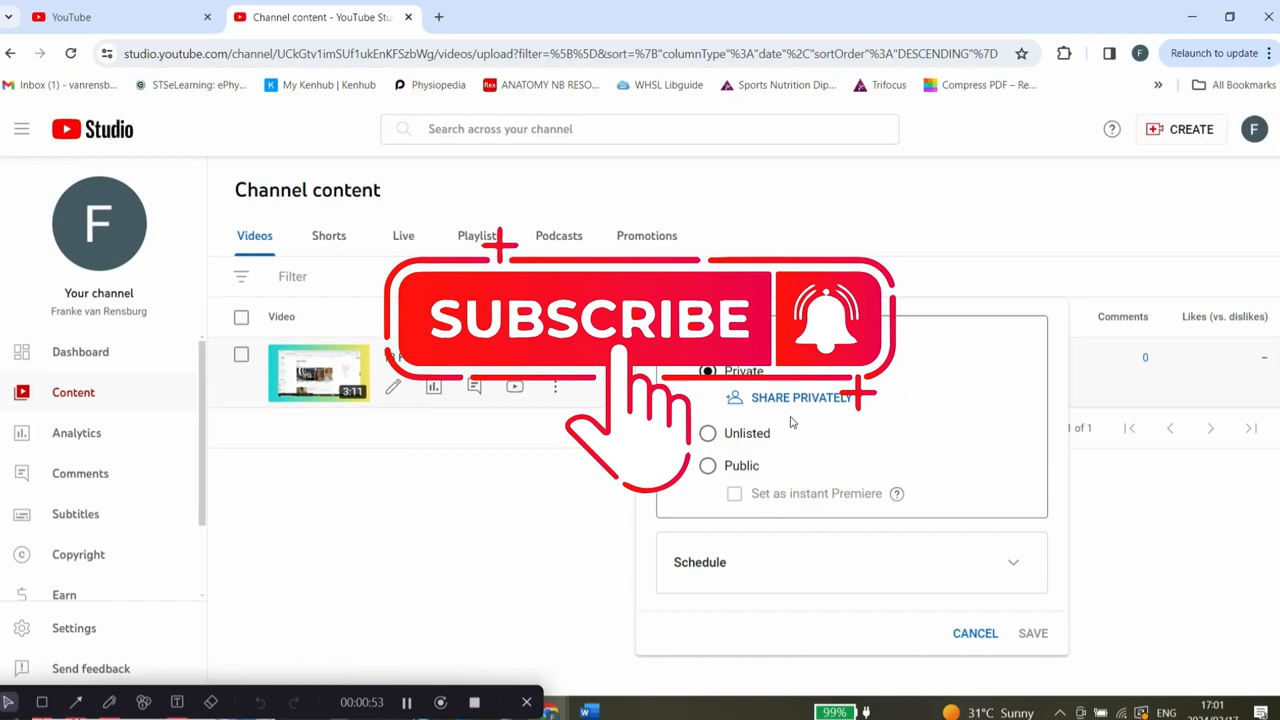 YouTube
Channel content - YouTube Stu
studio.youtube.com/channel/UCkGtv1imSUf1ukEnKFSzbWg/videos/upload?filter=%5B%5D&sort=%7B"columnType"%3A"date"%2C"sortOrder"%3A"DESCENDING"%7D
F
Relaunch to update
Inbox (1) - vanrensb...
STSeLearning: ePhy...
My Kenhub | Kenhub
Physiopedia
flex
ANATOMY NB RESO...
WHSL Libguide
Sports Nutrition Dip...
Trifocus
Compress PDF – Re...
»
All Bookmarks
Studio
Search across your channel
CREATE
F
F
Your channel
Franke van Rensburg
Dashboard
Content
Analytics
Comments
Subtitles
Copyright
Earn
Settings
Send feedback
Channel content
Videos
Shorts
Live
Playlist
Podcasts
Promotions
Filter
Video
Comments
Likes (vs. dislikes)
3:11
0
–
SUBSCRIBE
Private
SHARE PRIVATELY
Unlisted
Public
Set as instant Premiere
1 of 1
Schedule
CANCEL
SAVE
00:00:53
99%
31°C Sunny
ENG
17:01
2024/03/17